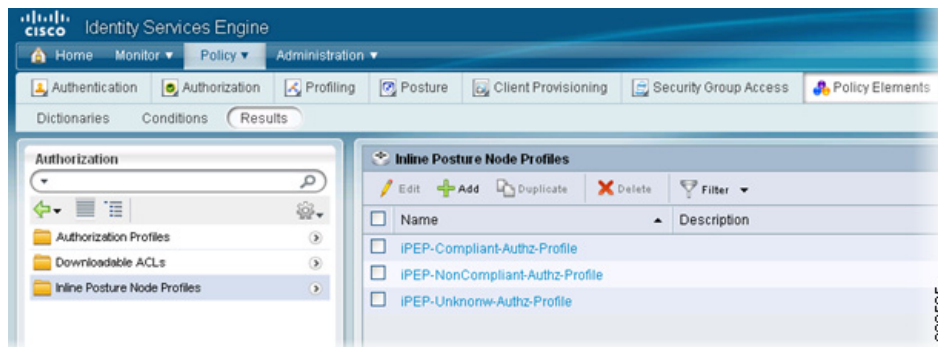 CISCO Identity Services Engine
Home Monitor Policy Administration
Authentication Authorization Profiling Posture Client Provisioning Security Group Access Policy Elements
Dictionaries Conditions Results
Authorization
Authorization Profiles
Downloadable ACLs
Inline Posture Node Profiles
Inline Posture Node Profiles
Edit Add Duplicate Delete Filter
Name Description
iPEP-Compliant-Authz-Profile
iPEP-NonCompliant-Authz-Profile
iPEP-Unknonw-Authz-Profile